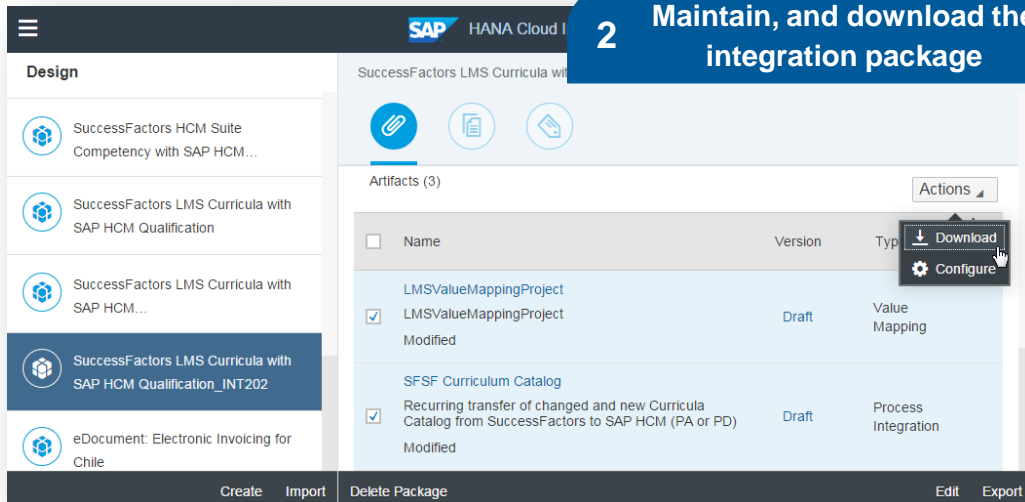 SAP HANA Cloud I
2 Maintain, and download the
integration package
Design
SuccessFactors HCM Suite
Competency with SAP HCM...
SuccessFactors LMS Curricula with
SAP HCM Qualification
SuccessFactors LMS Curricula with
SAP HCM...
SuccessFactors LMS Curricula with
SAP HCM Qualification_INT202
eDocument: Electronic Invoicing for
Chile
Create Import
SuccessFactors LMS Curricula wit
Artifacts (3)
Actions
Download
Configure
Name Version Typ
LMSValueMappingProject
LMSValueMappingProject
Modified
Draft
Value
Mapping
SFSF Curriculum Catalog
Recurring transfer of changed and new Curricula
Catalog from SuccessFactors to SAP HCM (PA or PD)
Modified
Draft
Process
Integration
Delete Package Edit Export